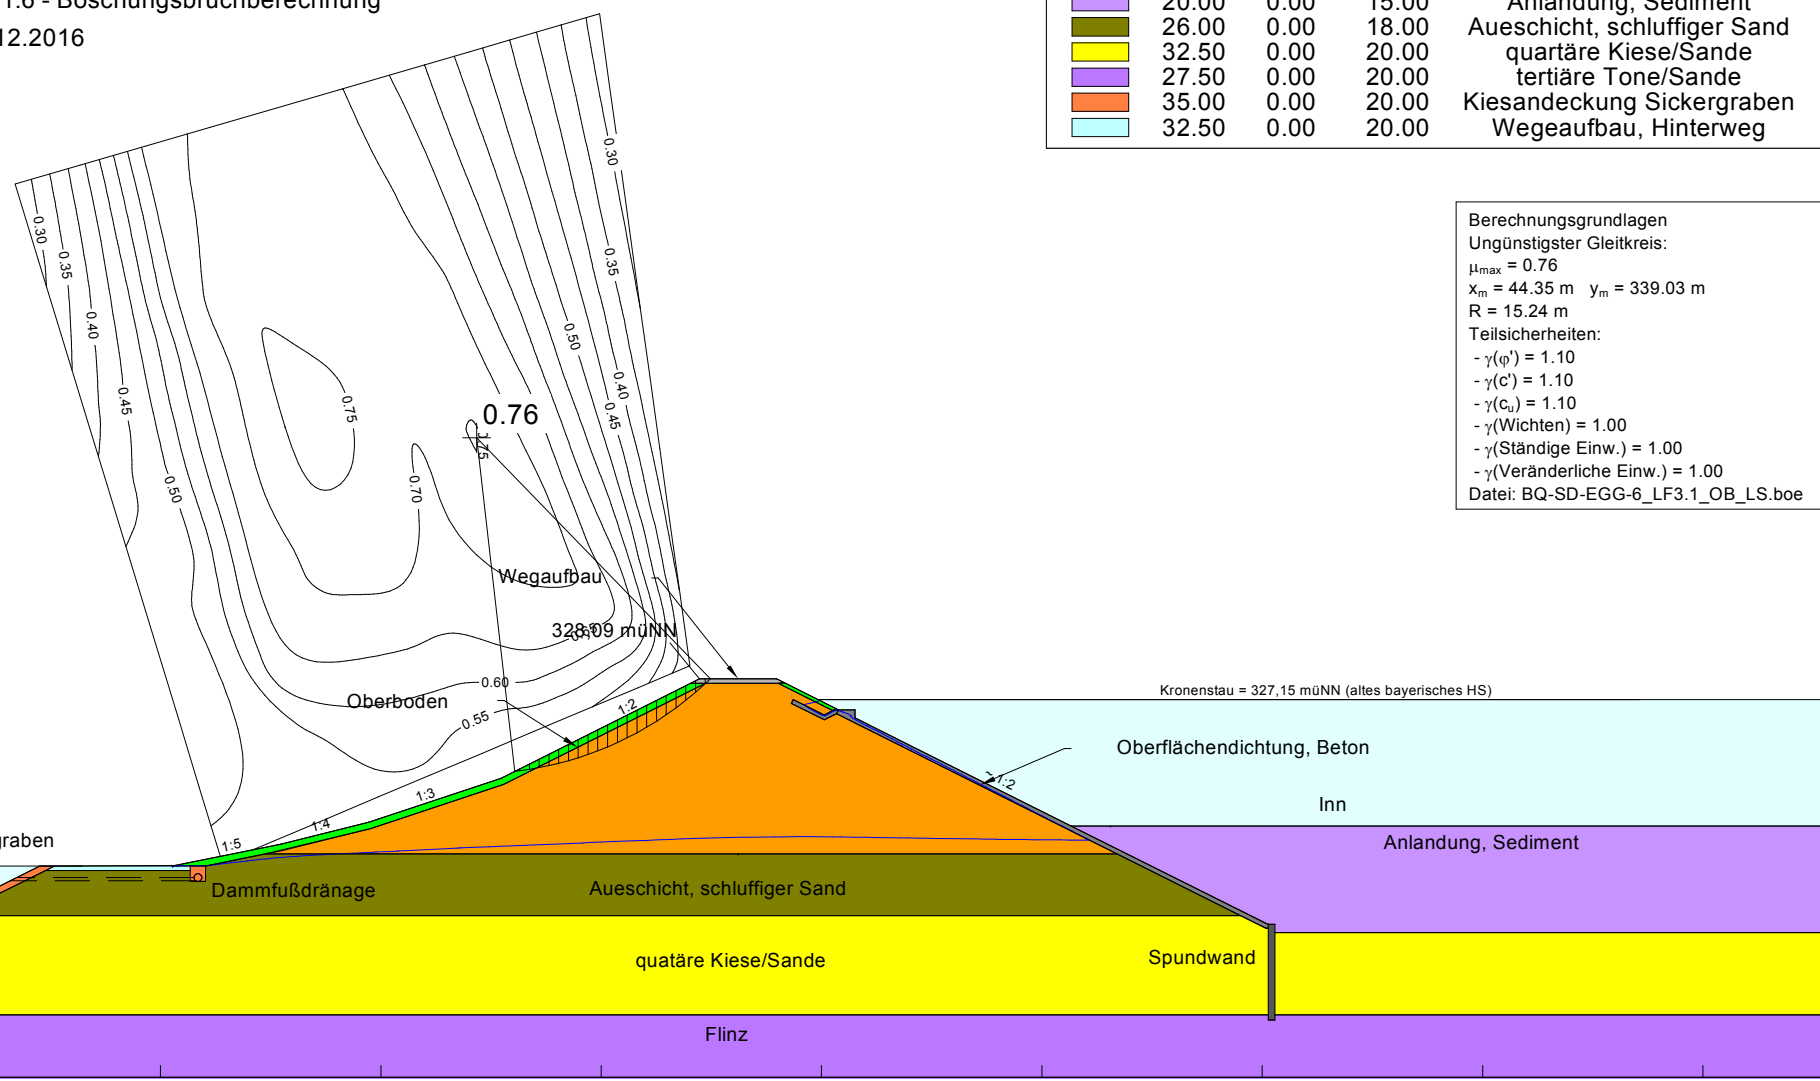 1.6 - Böschungsbruchberechnung
12.2016
20.00 0.00 15.00 Anlandung, Sediment
26.00 0.00 18.00 Aueschicht, schluffiger Sand
32.50 0.00 20.00 quartäre Kiese/Sande
27.50 0.00 20.00 tertiäre Tone/Sande
35.00 0.00 20.00 Kiesandeckung Sickergraben
32.50 0.00 20.00 Wegeaufbau, Hinterweg
Berechnungsgrundlagen
Ungünstigster Gleitkreis:
μmax = 0.76
xm = 44.35 m ym = 339.03 m
R = 15.24 m
Teilsicherheiten:
- γ(φ') = 1.10
- γ(c') = 1.10
- γ(cu) = 1.10
- γ(Wichten) = 1.00
- γ(Ständige Einw.) = 1.00
- γ(Veränderliche Einw.) = 1.00
Datei: BQ-SD-EGG-6_LF3.1_OB_LS.boe
0.30
0.35
0.40
0.45
0.50
0.75
0.70
0.76
0.75
0.30
0.35
0.50
0.40
0.45
Wegaufbau
328,09 müNN
0.65
0.60
0.55
Oberboden
1:2
1:3
1:4
1:5
Kronenstau = 327,15 müNN (altes bayerisches HS)
Oberflächendichtung, Beton
~1:2
Inn
Anlandung, Sediment
graben
Dammfußdränage
Aueschicht, schluffiger Sand
quatäre Kiese/Sande
Spundwand
Flinz